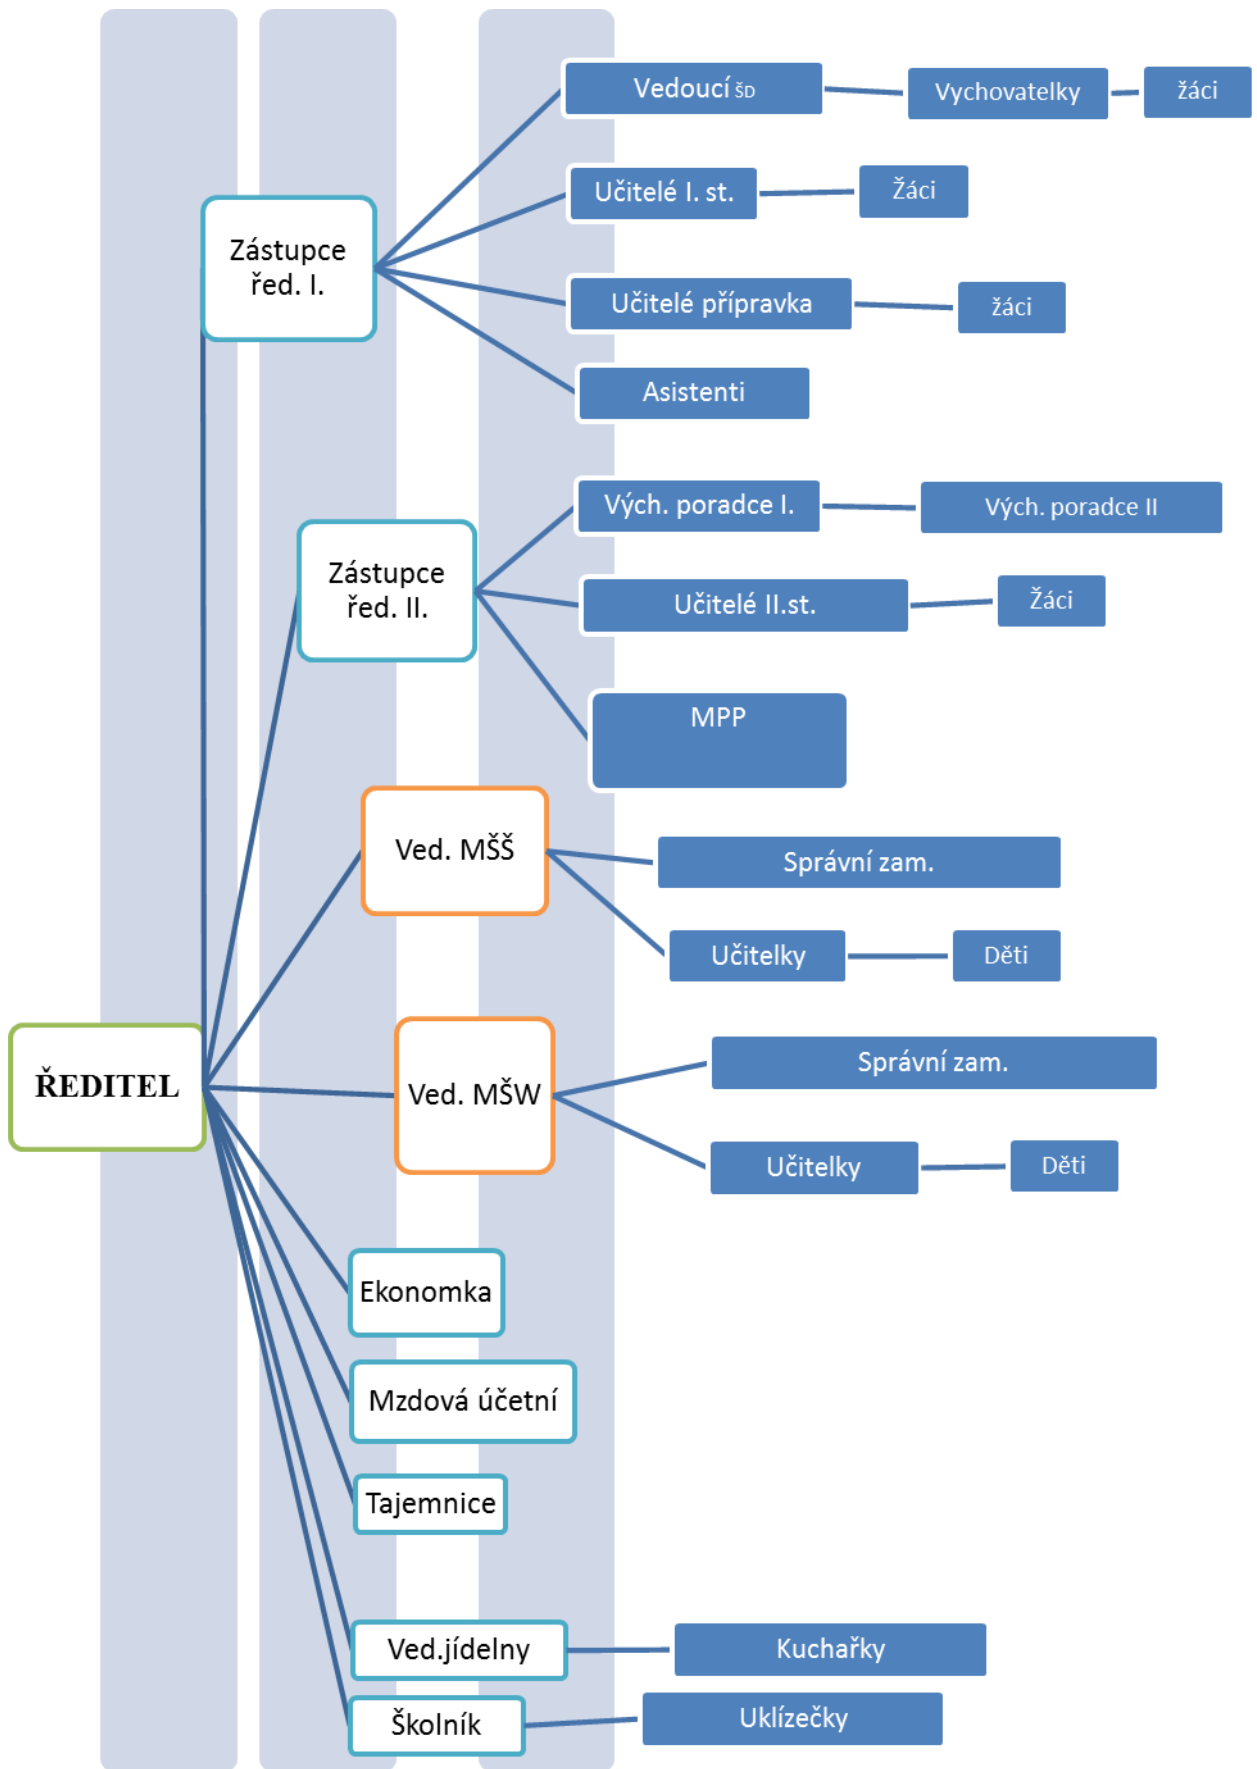 Vedoucí ŠD
Vychovatelky
žáci
Učitelé I. st.
Žáci
Zástupce
řed. I.
Učitelé přípravka
žáci
Asistenti
Vých. poradce I.
Vých. poradce II
Zástupce
řed. II.
Učitelé II.st.
Žáci
MPP
Ved. MŠŠ
Správní zam.
Učitelky
Děti
ŘEDITEL
Ved. MŠW
Správní zam.
Učitelky
Děti
Ekonomka
Mzdová účetní
Tajemnice
Ved.jídelny
Kuchařky
Školník
Uklízečky